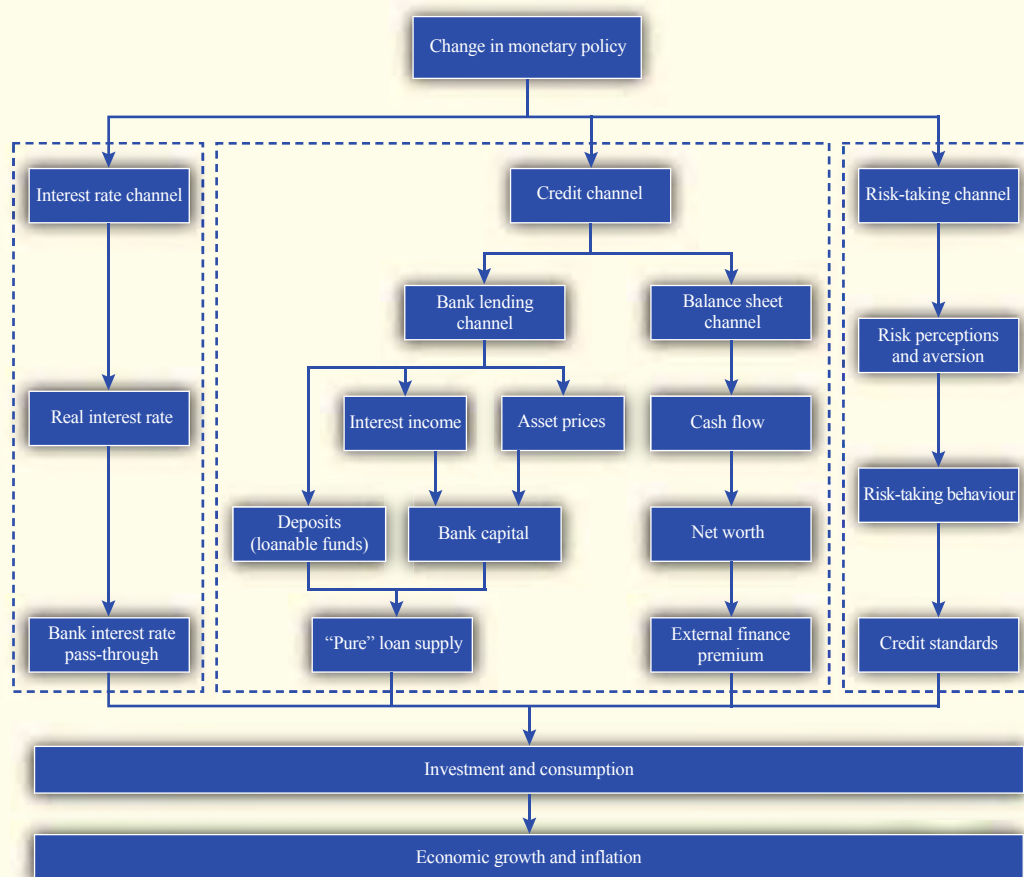 Change in monetary policy
Interest rate channel
Credit channel
Risk-taking channel
Bank lending
channel
Balance sheet
channel
Risk perceptions
and aversion
Real interest rate
Interest income
Asset prices
Cash flow
Risk-taking behaviour
Deposits
(loanable funds)
Bank capital
Net worth
Bank interest rate
pass-through
“Pure” loan supply
External finance
premium
Credit standards
Investment and consumption
Economic growth and inflation